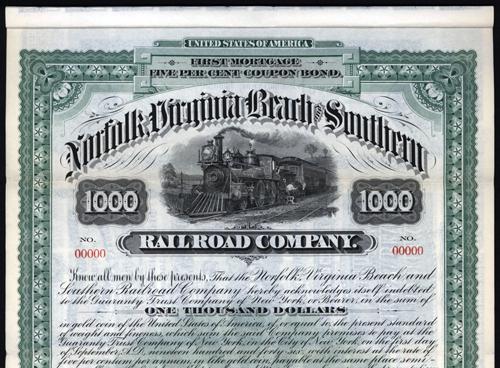 UNITED STATES OF AMERICA
FIRST MORTGAGE
FIVE PER CENT COUPON BOND.
Norfolk, Virginia Beach and Southern
1000 1000
RAILROAD COMPANY.
NO. NO.
00000 00000
Know all men by these presents, That the Norfolk, Virginia Beach and
Southern Railroad Company hereby acknowledges itself indebted
to the Guaranty Trust Company of New York, or Bearer, in the sum of
ONE THOUSAND DOLLARS
in gold coin of the United States of America, of or equal to the present standard
of weight and fineness, which sum the said Company promises to pay at the
Guaranty Trust Company of New York, in the City of New York, on the first day
of September, A.D. nineteen hundred and forty-six, with interest at the rate of
five per centum per annum, in like gold coin, payable at the same place semi-